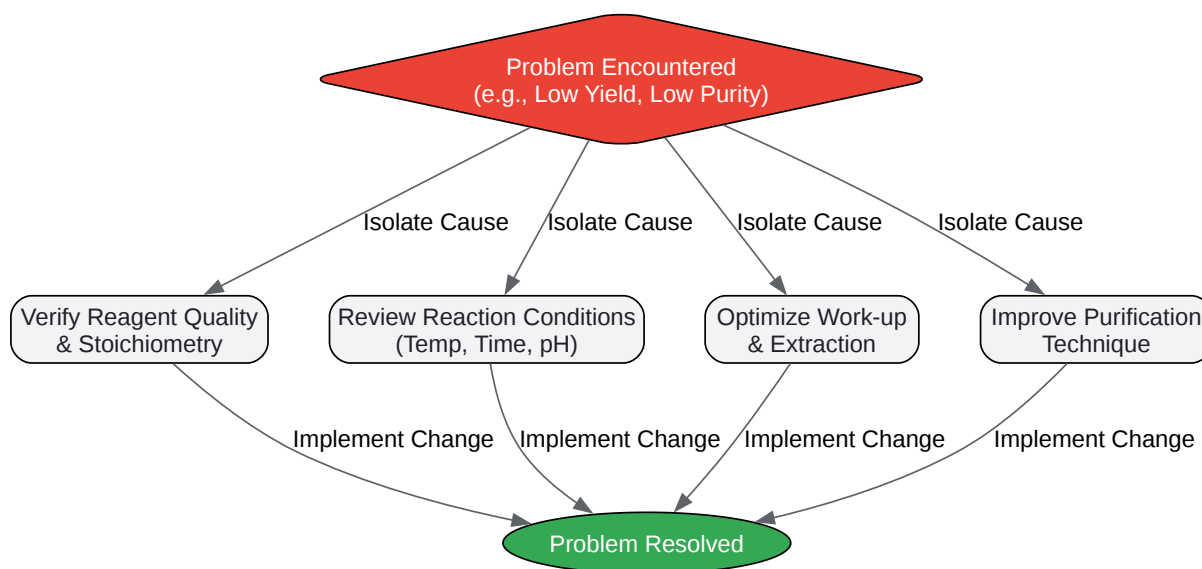 Problem Encountered
(e.g., Low Yield, Low Purity)
Isolate Cause
Isolate Cause
Isolate Cause
Isolate Cause
Verify Reagent Quality
& Stoichiometry
Review Reaction Conditions
(Temp, Time, pH)
Optimize Work-up
& Extraction
Improve Purification
Technique
Implement Change
Implement Change
Implement Change
Implement Change
Problem Resolved